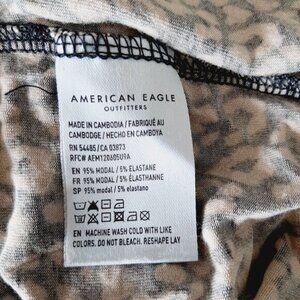 AMERICAN EAGLE
OUTFITTERS
MADE IN CAMBODIA / FABRIQUÉ AU
CAMBODGE / HECHO EN CAMBOYA
RN 54485/CA 03873
RFC# AEM120605U9A
EN 95% MODAL / 5% ELASTANE
FR 95% MODAL / 5% ÉLASTHANNE
SP 95% modal / 5% elastano
EN MACHINE WASH COLD WITH LIKE
COLORS. DO NOT BLEACH. RESHAPE LAY